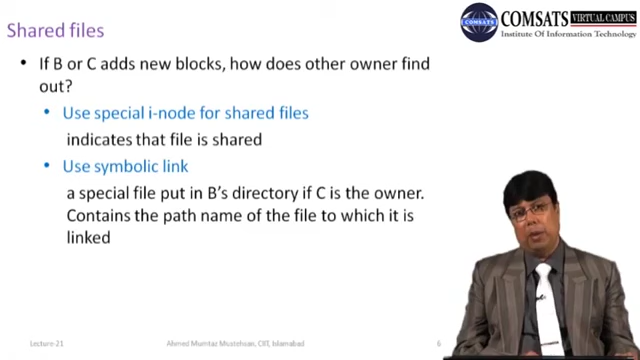 Shared files
COMSATS VIRTUAL CAMPUS
Institute Of Information Technology
• If B or C adds new blocks, how does other owner find
out?
• Use special i-node for shared files
indicates that file is shared
• Use symbolic link
a special file put in B's directory if C is the owner.
Contains the path name of the file to which it is
linked
Lecture-21
Ahmed Mumtaz Mustehsan, CIIT, Islamabad
6